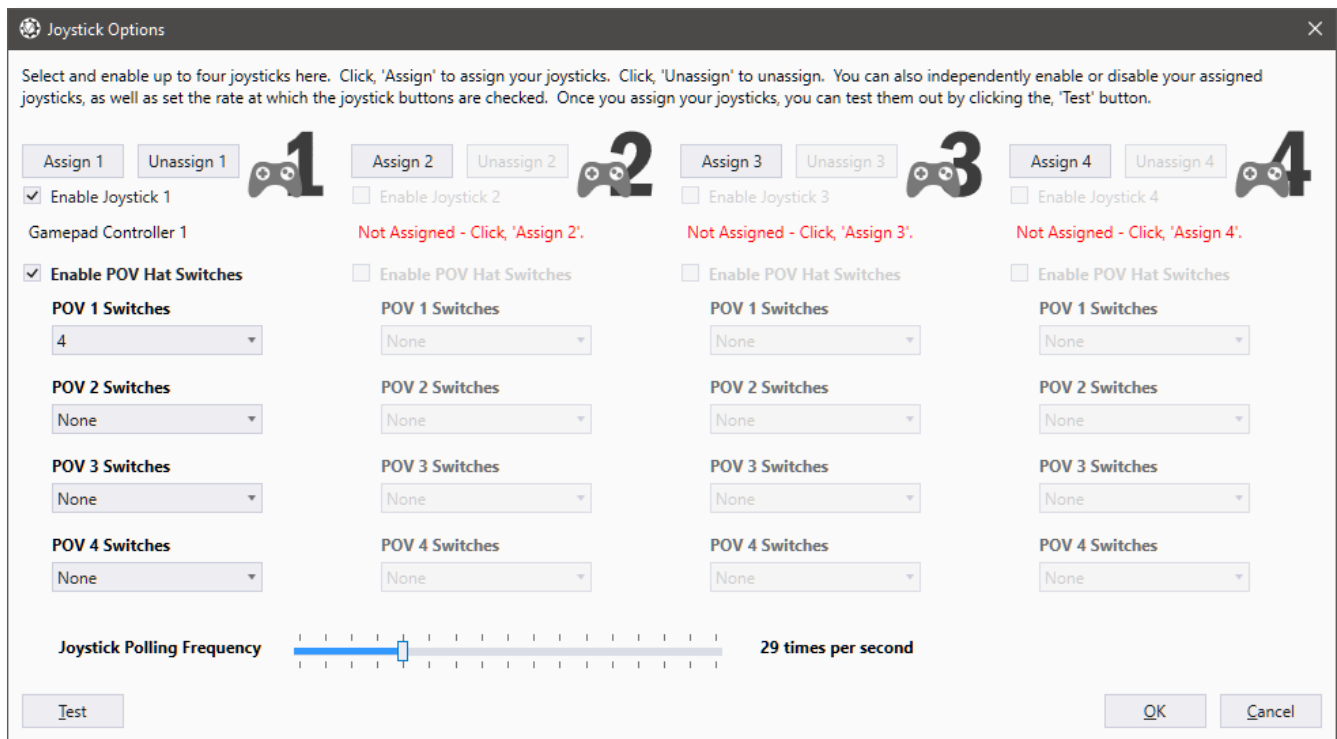 Joystick Options
Select and enable up to four joysticks here.  Click, 'Assign' to assign your joysticks.  Click, 'Unassign' to unassign.  You can also independently enable or disable your assigned
joysticks, as well as set the rate at which the joystick buttons are checked.  Once you assign your joysticks, you can test them out by clicking the, 'Test' button.
Assign 1 Unassign 1 1 Assign 2 Unassign 2 2 Assign 3 Unassign 3 3 Assign 4 Unassign 4 4
Enable Joystick 1 Enable Joystick 2 Enable Joystick 3 Enable Joystick 4
Gamepad Controller 1 Not Assigned - Click, 'Assign 2'. Not Assigned - Click, 'Assign 3'. Not Assigned - Click, 'Assign 4'.
Enable POV Hat Switches Enable POV Hat Switches Enable POV Hat Switches Enable POV Hat Switches
POV 1 Switches POV 1 Switches POV 1 Switches POV 1 Switches
4 None None None
POV 2 Switches POV 2 Switches POV 2 Switches POV 2 Switches
None None None None
POV 3 Switches POV 3 Switches POV 3 Switches POV 3 Switches
None None None None
POV 4 Switches POV 4 Switches POV 4 Switches POV 4 Switches
None None None None
Joystick Polling Frequency 29 times per second
Test OK Cancel